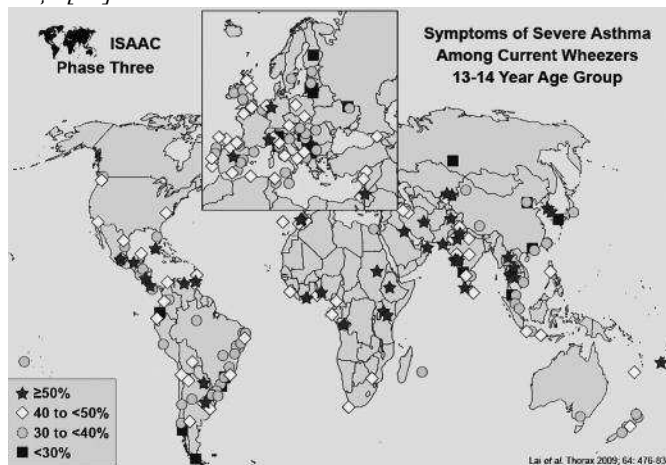 ISAAC
Phase Three
Symptoms of Severe Asthma
Among Current Wheezers
13-14 Year Age Group
≥50%
40 to <50%
30 to <40%
<30%
Lai et al. Thorax 2009; 64: 476-83